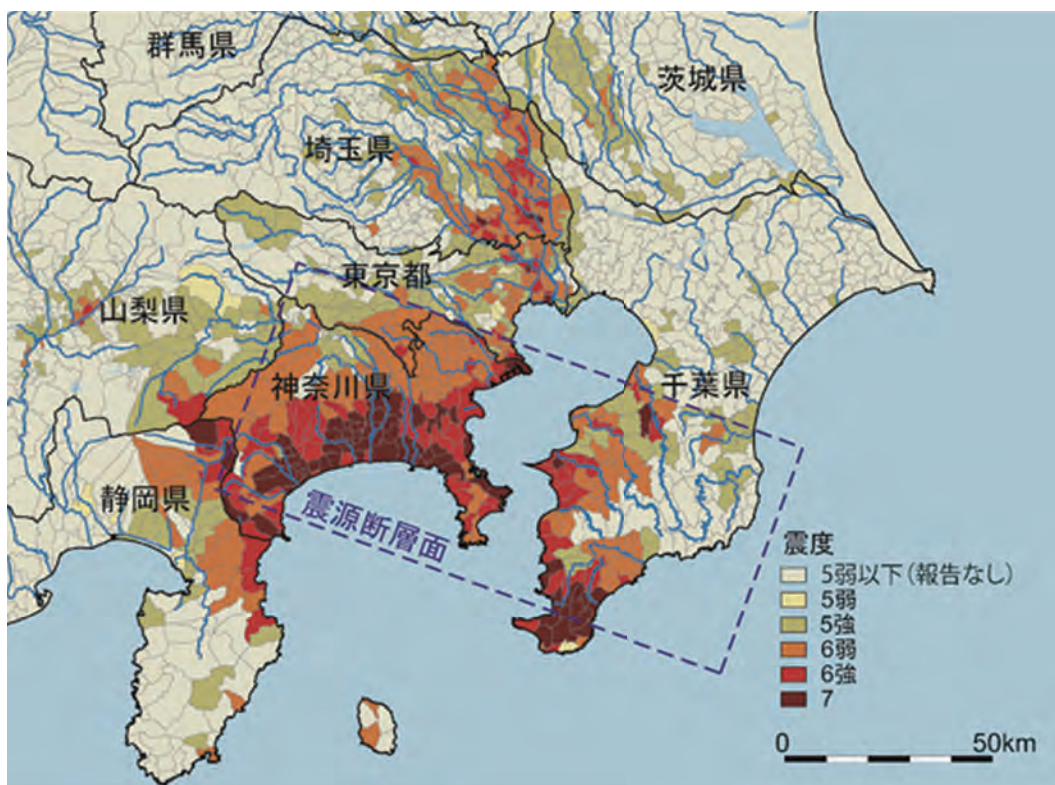 群馬県
茨城県
埼玉県
東京都
山梨県
神奈川県
千葉県
静岡県
震源断層面
震度
5弱以下(報告なし)
5弱
5強
6弱
6強
7
0 50km